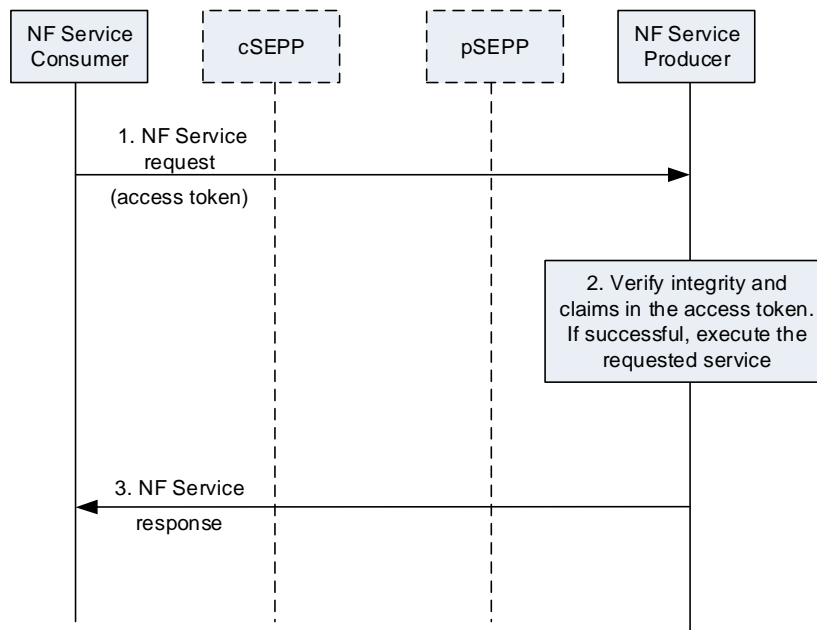 NF Service
Consumer
cSEPP
pSEPP
NF Service
Producer
1. NF Service
request
(access token)
2. Verify integrity and
claims in the access token.
If successful, execute the
requested service
3. NF Service
response